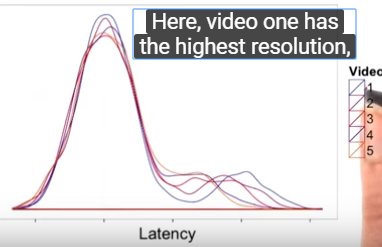 Here, video one has
the highest resolution,
Video
1
2
3
4
5
Latency